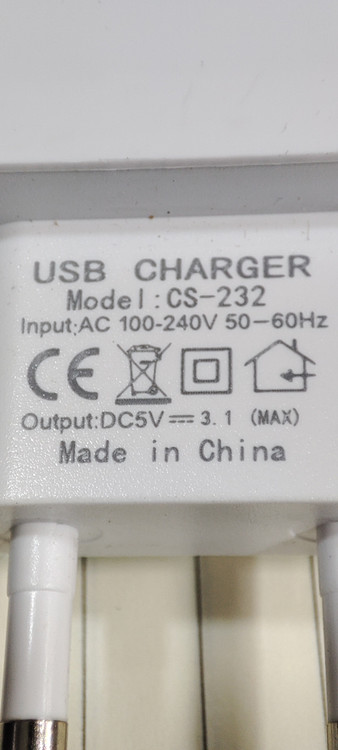 USB CHARGER
Model:CS-232
Input:AC 100-240V 50-60Hz
CE
Output:DC5V⎓3.1 (MAX)
Made in China